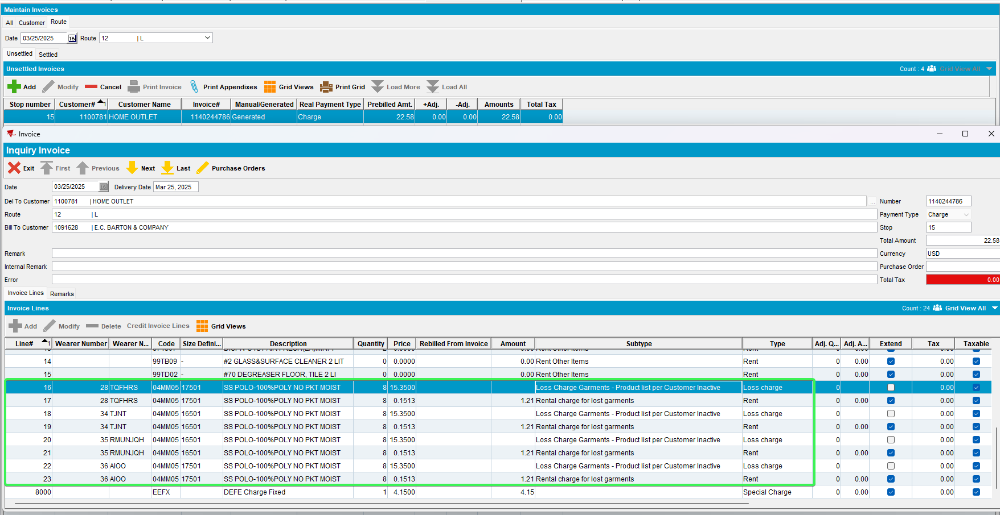 Maintain Invoices
All Customer Route
Date 03/25/2025 16 Route 12 | L
Unsettled Settled
Unsettled Invoices Count : 4 Grid View All
Add Modify Cancel Print Invoice Print Appendixes Grid Views Print Grid Load More Load All
Stop number Customer# 1 Customer Name Invoice# Manual/Generated Real Payment Type Prebilled Amt. +Adj. -Adj. Amounts Total Tax
15 1100781 HOME OUTLET 1140244786 Generated Charge 22.58 0.00 0.00 22.58 0.00
Invoice
Inquiry Invoice
Exit First Previous Next Last Purchase Orders
Date 03/25/2025 16 Delivery Date Mar 25, 2025
Del To Customer 1100781 | HOME OUTLET ... Number 1140244786
Route 12 | L Payment Type Charge
Bill To Customer 1091628 | E.C. BARTON & COMPANY Stop 15
Total Amount 22.58
Remark Currency USD
Internal Remark Purchase Order
Error Total Tax 0.00
Invoice Lines Remarks
Invoice Lines Count : 24 Grid View All
Add Modify Delete Credit Invoice Lines Grid Views
Line# 1 Wearer Number Wearer N... Code Size Defini... Description Quantity Price Rebilled From Invoice Amount Subtype Type Adj. Q... Adj. A... Extend Tax Taxable
14 99TB09 - #2 GLASS&SURFACE CLEANER 2 LIT 0 0.0000 0.00 Rent Other Items Rent 0 0.00 0.00
15 99TD02 - #70 DEGREASER FLOOR, TILE 2 LI 0 0.0000 0.00 Rent Other Items Rent 0 0.00 0.00
16 28 TQFHRS 04MM05 17501 SS POLO-100%POLY NO PKT MOIST 8 15.3500 Loss Charge Garments - Product list per Customer Inactive Loss charge 0 0.00
17 28 TQFHRS 04MM05 17501 SS POLO-100%POLY NO PKT MOIST 8 0.1513 1.21 Rental charge for lost garments Rent 0 0.00 0.00
18 34 TJNT 04MM05 16501 SS POLO-100%POLY NO PKT MOIST 8 15.3500 Loss Charge Garments - Product list per Customer Inactive Loss charge 0 0.00
19 34 TJNT 04MM05 16501 SS POLO-100%POLY NO PKT MOIST 8 0.1513 1.21 Rental charge for lost garments Rent 0 0.00 0.00
20 35 RMUNJQH 04MM05 16501 SS POLO-100%POLY NO PKT MOIST 8 15.3500 Loss Charge Garments - Product list per Customer Inactive Loss charge 0 0.00
21 35 RMUNJQH 04MM05 16501 SS POLO-100%POLY NO PKT MOIST 8 0.1513 1.21 Rental charge for lost garments Rent 0 0.00 0.00
22 36 AIOO 04MM05 17501 SS POLO-100%POLY NO PKT MOIST 8 15.3500 Loss Charge Garments - Product list per Customer Inactive Loss charge 0 0.00
23 36 AIOO 04MM05 17501 SS POLO-100%POLY NO PKT MOIST 8 0.1513 1.21 Rental charge for lost garments Rent 0 0.00 0.00
8000 EEFX DEFE Charge Fixed 1 4.1500 4.15 Special Charge 0 0.00 0.00